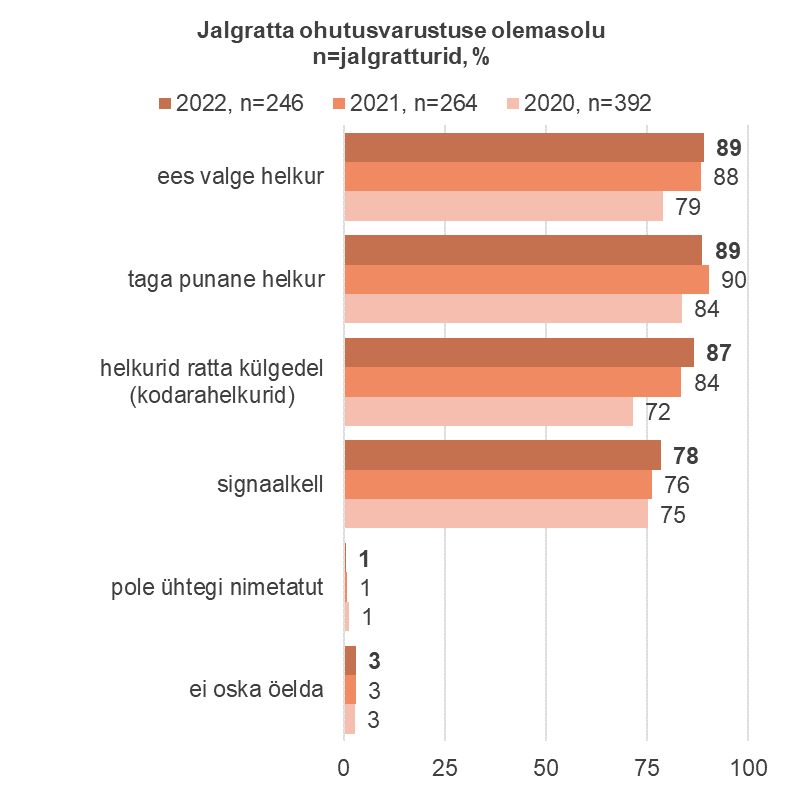 Jalgratta ohutusvarustuse olemasolu
n=jalgratturid, %
2022, n=246 2021, n=264 2020, n=392
ees valge helkur
89
88
79
taga punane helkur
89
90
84
helkurid ratta külgedel
(kodarahelkurid)
87
84
72
signaalkell
78
76
75
pole ühtegi nimetatut
1
1
1
ei oska öelda
3
3
3
0 25 50 75 100